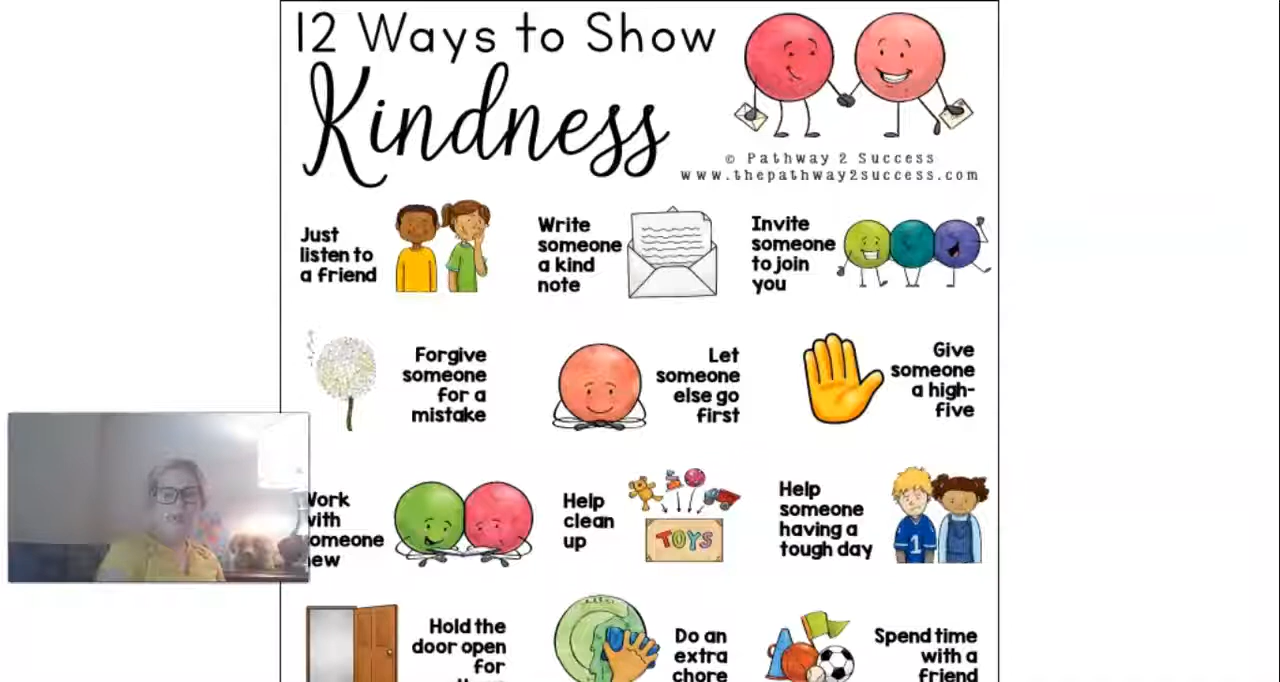 12 Ways to Show
Kindness
© Pathway 2 Success
www.thepathway2success.com
Just
listen to
a friend
Write
someone
a kind
note
Invite
someone
to join
you
Forgive
someone
for a
mistake
Let
someone
else go
first
Give
someone
a high-
five
Work
with
someone
new
Help
clean
up
TOYS
Help
someone
having a
tough day
1
Hold the
door open
for
Do an
extra
chore
Spend time
with a
friend